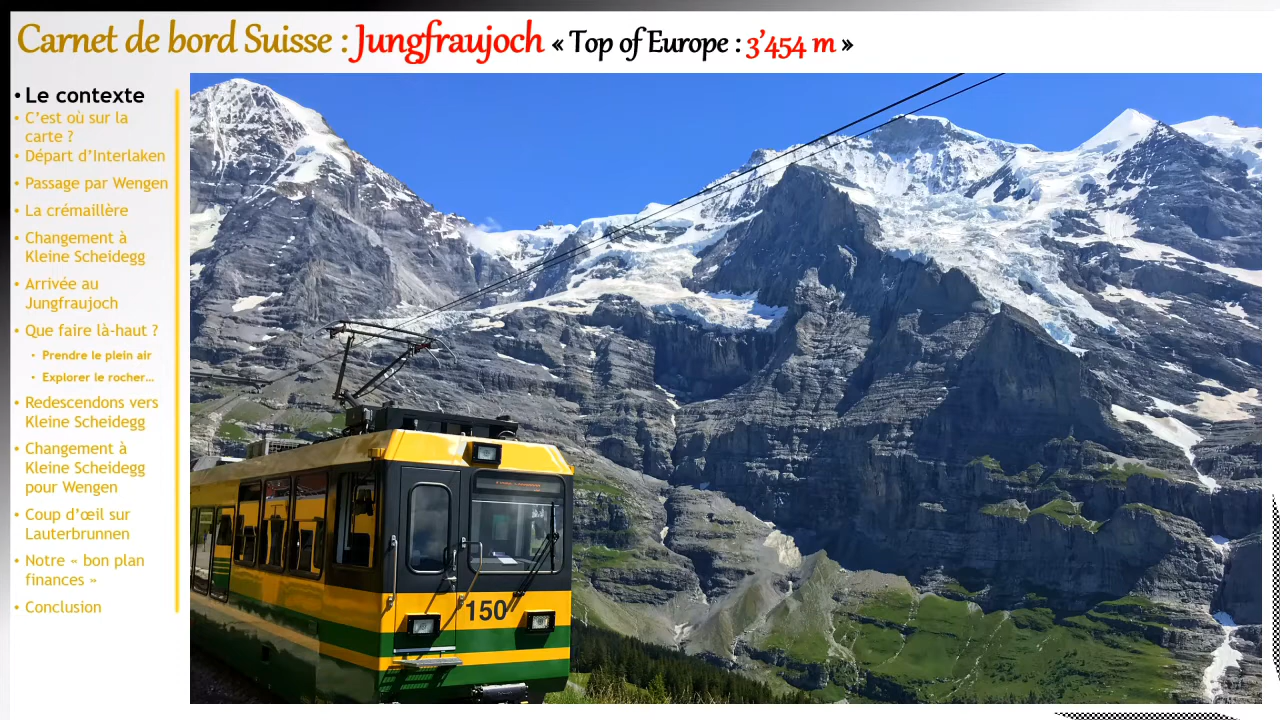 Carnet de bord Suisse : Jungfraujoch « Top of Europe : 3’454 m »
• Le contexte
• C’est où sur la
carte ?
• Départ d’Interlaken
• Passage par Wengen
• La crémaillère
• Changement à
Kleine Scheidegg
• Arrivée au
Jungfraujoch
• Que faire là-haut ?
• Prendre le plein air
• Explorer le rocher…
• Redescendons vers
Kleine Scheidegg
• Changement à
Kleine Scheidegg
pour Wengen
• Coup d’œil sur
Lauterbrunnen
• Notre « bon plan
finances »
• Conclusion
150